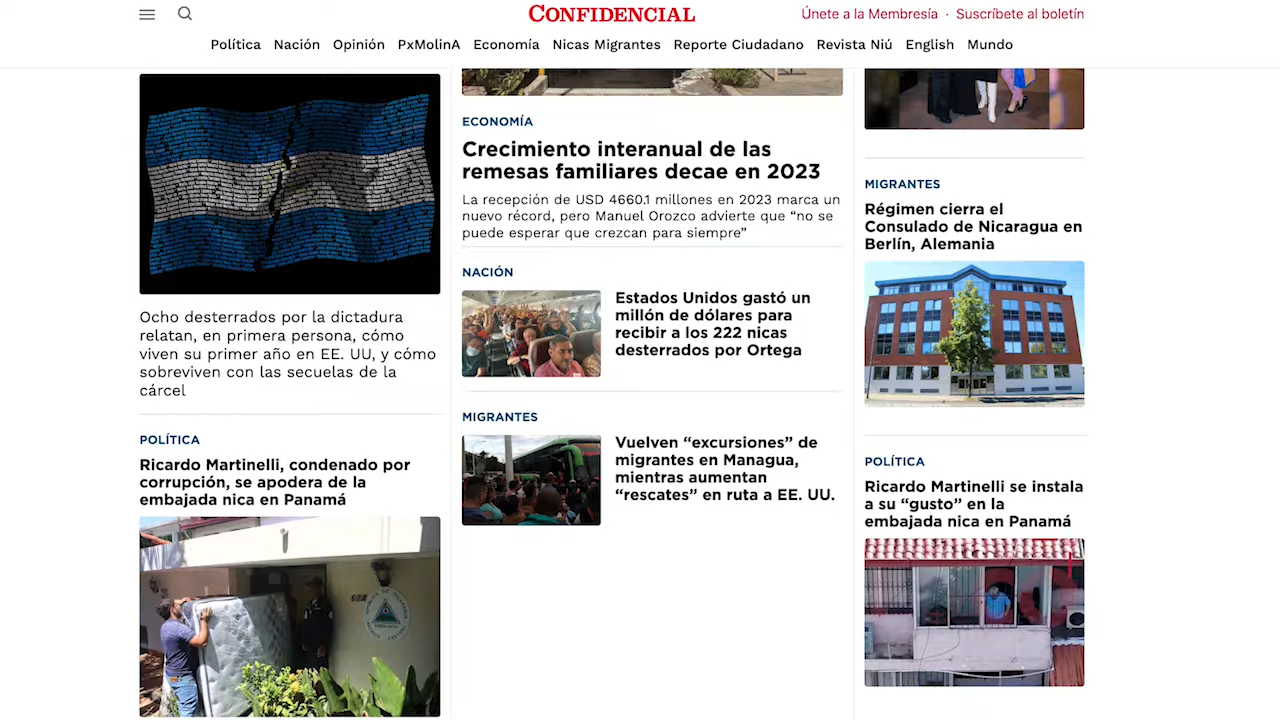 CONFIDENCIAL
Únete a la Membresía · Suscríbete al boletín
Política Nación Opinión PxMolinA Economía Nicas Migrantes Reporte Ciudadano Revista Niú English Mundo
Ocho desterrados por la dictadura
relatan, en primera persona, cómo
viven su primer año en EE. UU, y cómo
sobreviven con las secuelas de la
cárcel
POLÍTICA
Ricardo Martinelli, condenado por
corrupción, se apodera de la
embajada nica en Panamá
ECONOMÍA
Crecimiento interanual de las
remesas familiares decae en 2023
La recepción de USD 4660.1 millones en 2023 marca un
nuevo récord, pero Manuel Orozco advierte que “no se
puede esperar que crezcan para siempre”
NACIÓN
Estados Unidos gastó un
millón de dólares para
recibir a los 222 nicas
desterrados por Ortega
MIGRANTES
Vuelven “excursiones” de
migrantes en Managua,
mientras aumentan
“rescates” en ruta a EE. UU.
MIGRANTES
Régimen cierra el
Consulado de Nicaragua en
Berlín, Alemania
POLÍTICA
Ricardo Martinelli se instala
a su “gusto” en la
embajada nica en Panamá